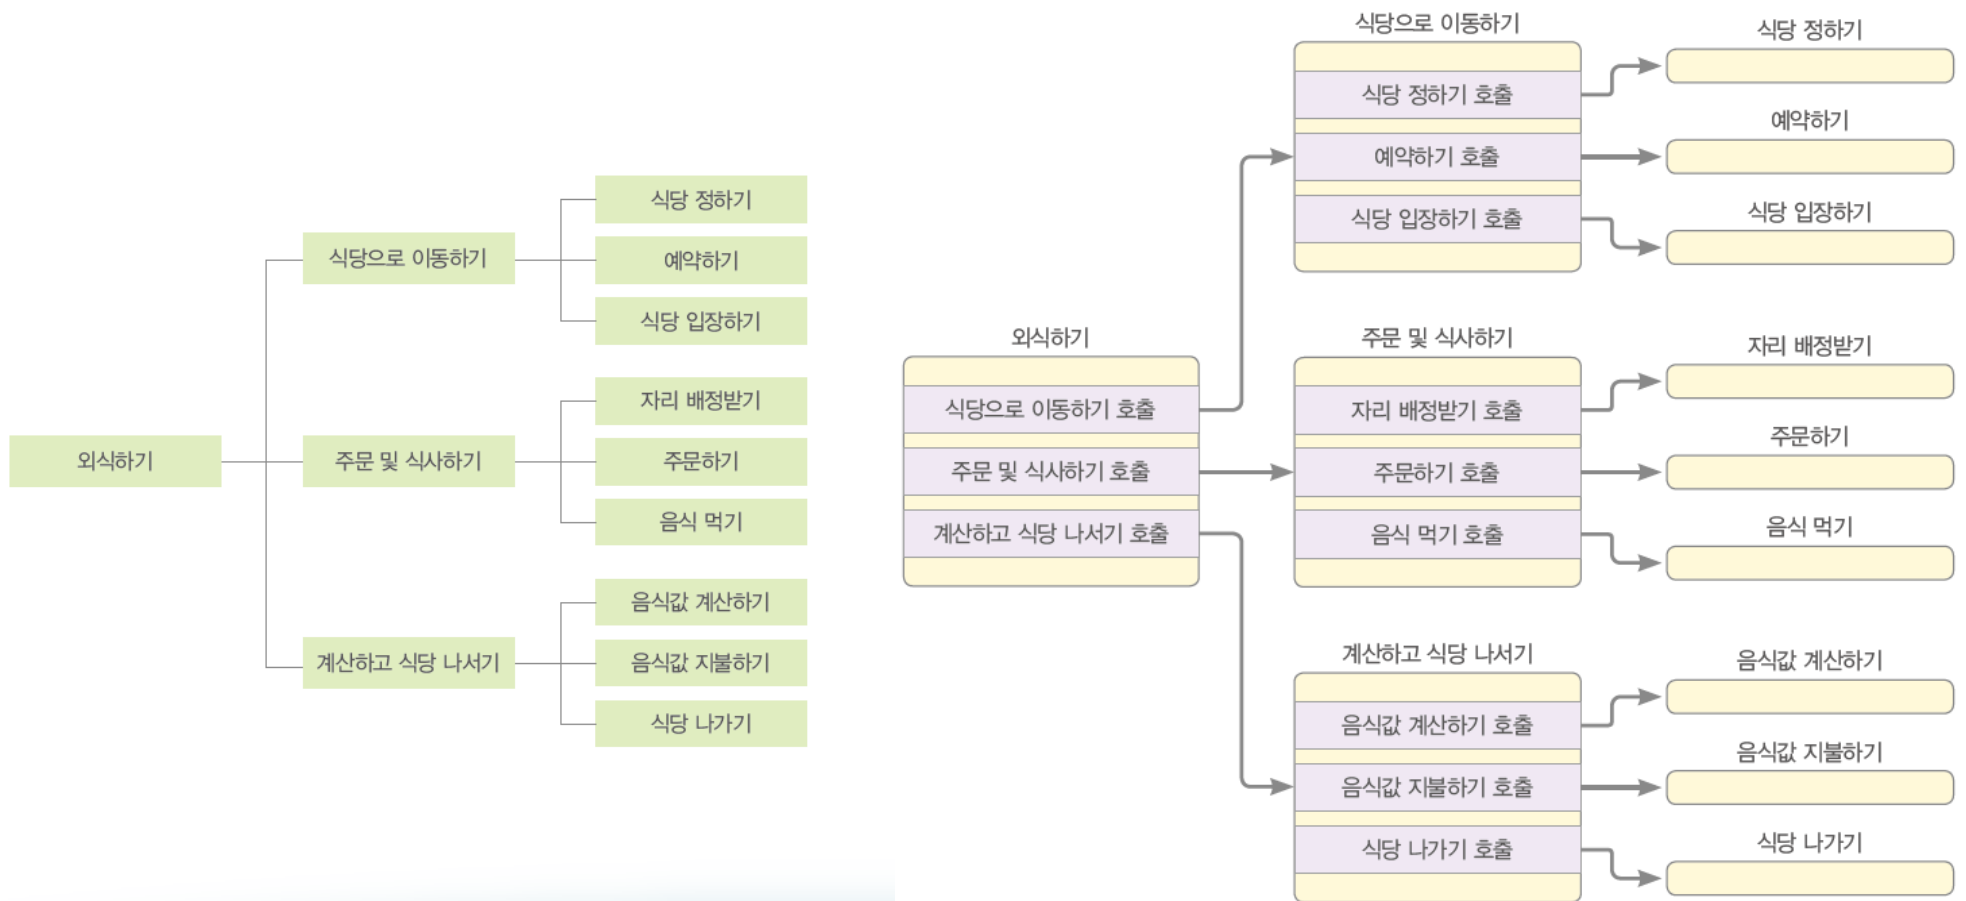 외식하기
식당으로 이동하기
주문 및 식사하기
계산하고 식당 나서기
식당 정하기
예약하기
식당 입장하기
자리 배정받기
주문하기
음식 먹기
음식값 계산하기
음식값 지불하기
식당 나가기
외식하기
식당으로 이동하기 호출
주문 및 식사하기 호출
계산하고 식당 나서기 호출
식당으로 이동하기
식당 정하기 호출
예약하기 호출
식당 입장하기 호출
주문 및 식사하기
자리 배정받기 호출
주문하기 호출
음식 먹기 호출
계산하고 식당 나서기
음식값 계산하기 호출
음식값 지불하기 호출
식당 나가기 호출
식당 정하기
예약하기
식당 입장하기
자리 배정받기
주문하기
음식 먹기
음식값 계산하기
음식값 지불하기
식당 나가기